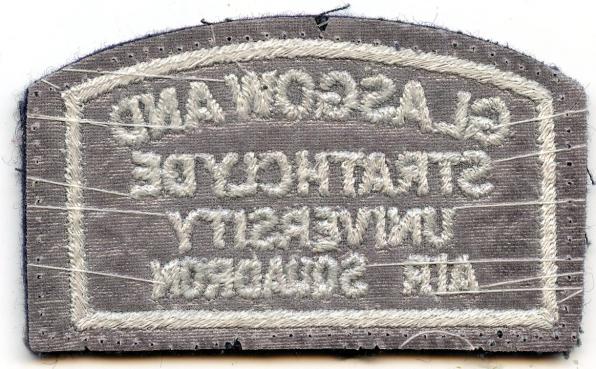 GLASGOW AND
STRATHCLYDE
UNIVERSITY
AIR SQUADRON